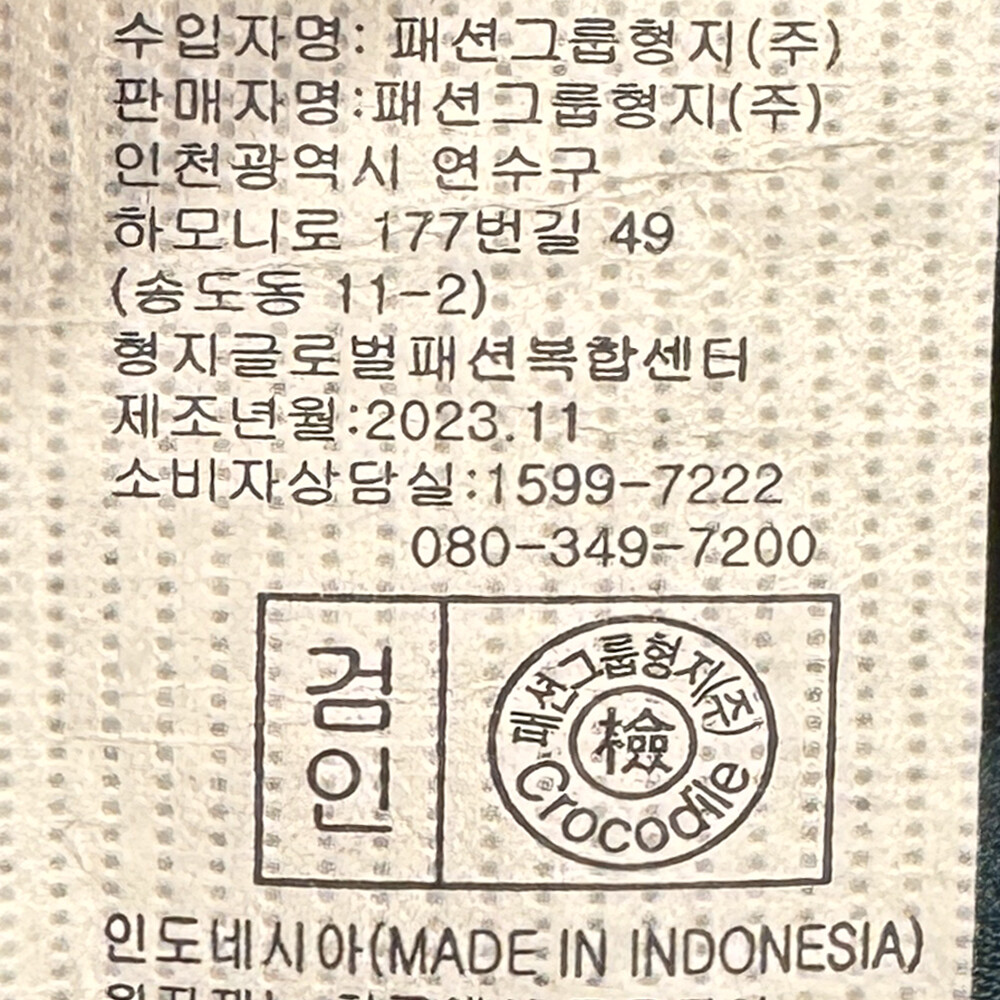 수입자명: 패션그룹형지(주)
판매자명:패션그룹형지(주)
인천광역시 연수구
하모니로 177번길 49
(송도동 11-2)
형지글로벌패션복합센터
제조년월:2023.11
소비자상담실:1599-7222
080-349-7200
검인
패션그룹형지(주)
檢
Crocodile
인도네시아(MADE IN INDONESIA)